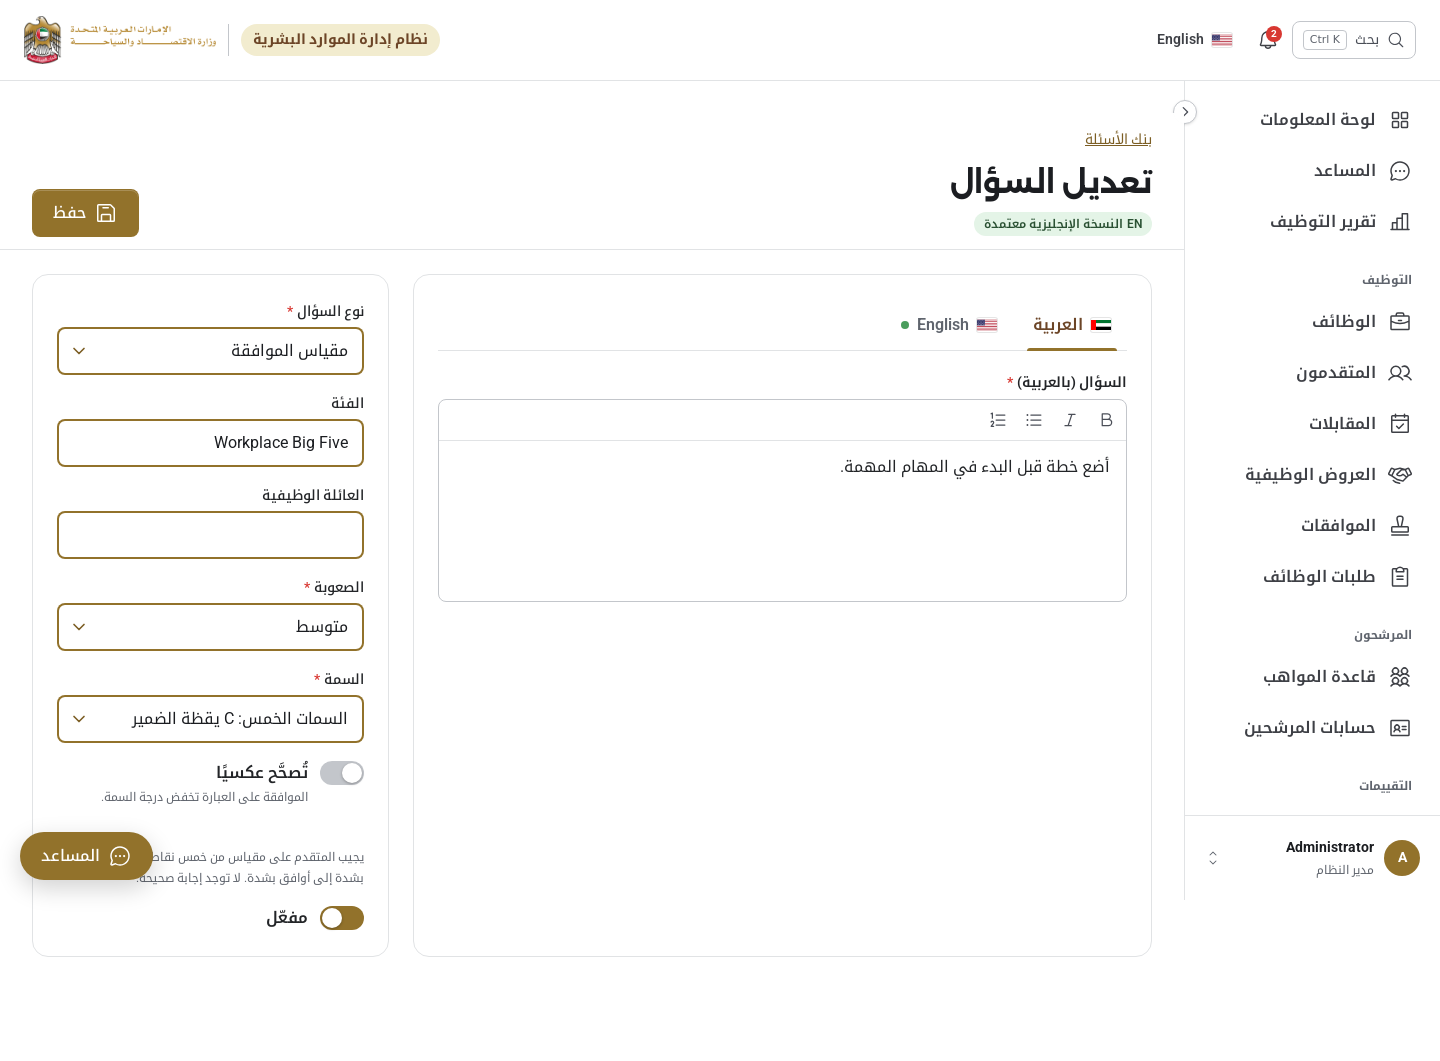 الإمارات العربية المتحدة
وزارة الاقتصاد والسياحة
نظام إدارة الموارد البشرية
English
2
بحث
Ctrl K
لوحة المعلومات
المساعد
تقرير التوظيف
التوظيف
الوظائف
المتقدمون
المقابلات
العروض الوظيفية
الموافقات
طلبات الوظائف
المرشحون
قاعدة المواهب
حسابات المرشحين
التقييمات
A
Administrator
مدير النظام
بنك الأسئلة
تعديل السؤال
EN النسخة الإنجليزية معتمدة
حفظ
العربية
English
السؤال (بالعربية) *
أضع خطة قبل البدء في المهام المهمة.
نوع السؤال *
مقياس الموافقة
الفئة
Workplace Big Five
العائلة الوظيفية
الصعوبة *
متوسط
السمة *
السمات الخمس: C يقظة الضمير
تُصحَّح عكسيًا
الموافقة على العبارة تخفض درجة السمة.
يجيب المتقدم على مقياس من خمس نقاط
بشدة إلى أوافق بشدة. لا توجد إجابة صحيحة.
مفعّل
المساعد